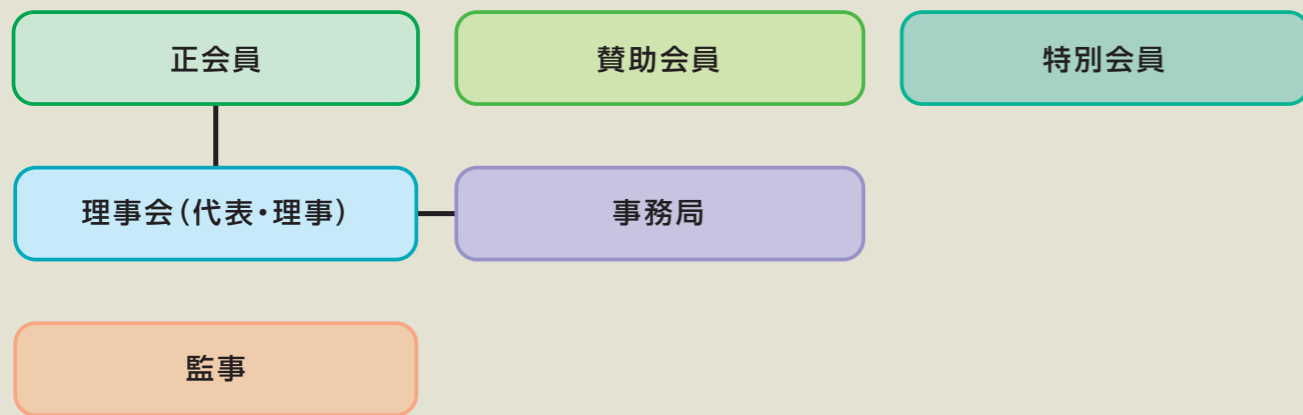 正会員
賛助会員
特別会員
理事会（代表・理事）
事務局
監事